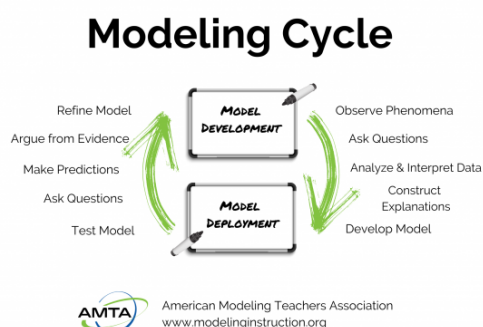 Modeling Cycle
Refine Model
Argue from Evidence
Make Predictions
Ask Questions
Test Model
MODEL
DEVELOPMENT
MODEL
DEPLOYMENT
Observe Phenomena
Ask Questions
Analyze & Interpret Data
Construct
Explanations
Develop Model
AMTA
American Modeling Teachers Association
www.modelinginstruction.org